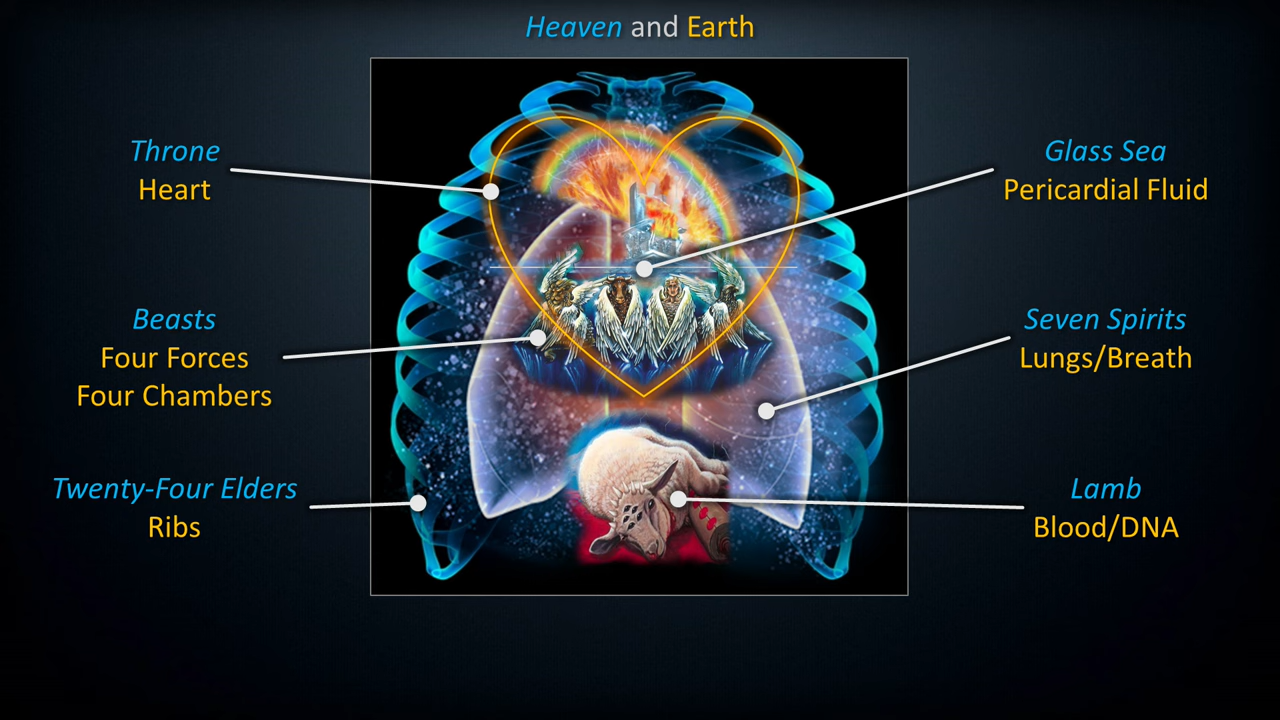 Heaven and Earth
Throne
Heart
Beasts
Four Forces
Four Chambers
Twenty-Four Elders
Ribs
Glass Sea
Pericardial Fluid
Seven Spirits
Lungs/Breath
Lamb
Blood/DNA